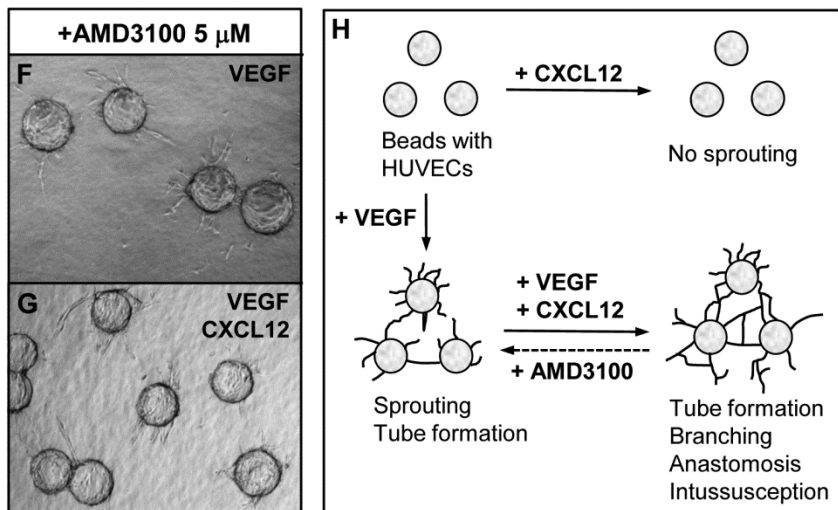 +AMD3100 5 μM
F
VEGF
G
VEGF
CXCL12
H
+ CXCL12
Beads with
HUVECs
No sprouting
+ VEGF
+ VEGF
+ CXCL12
+ AMD3100
Sprouting
Tube formation
Tube formation
Branching
Anastomosis
Intussusception